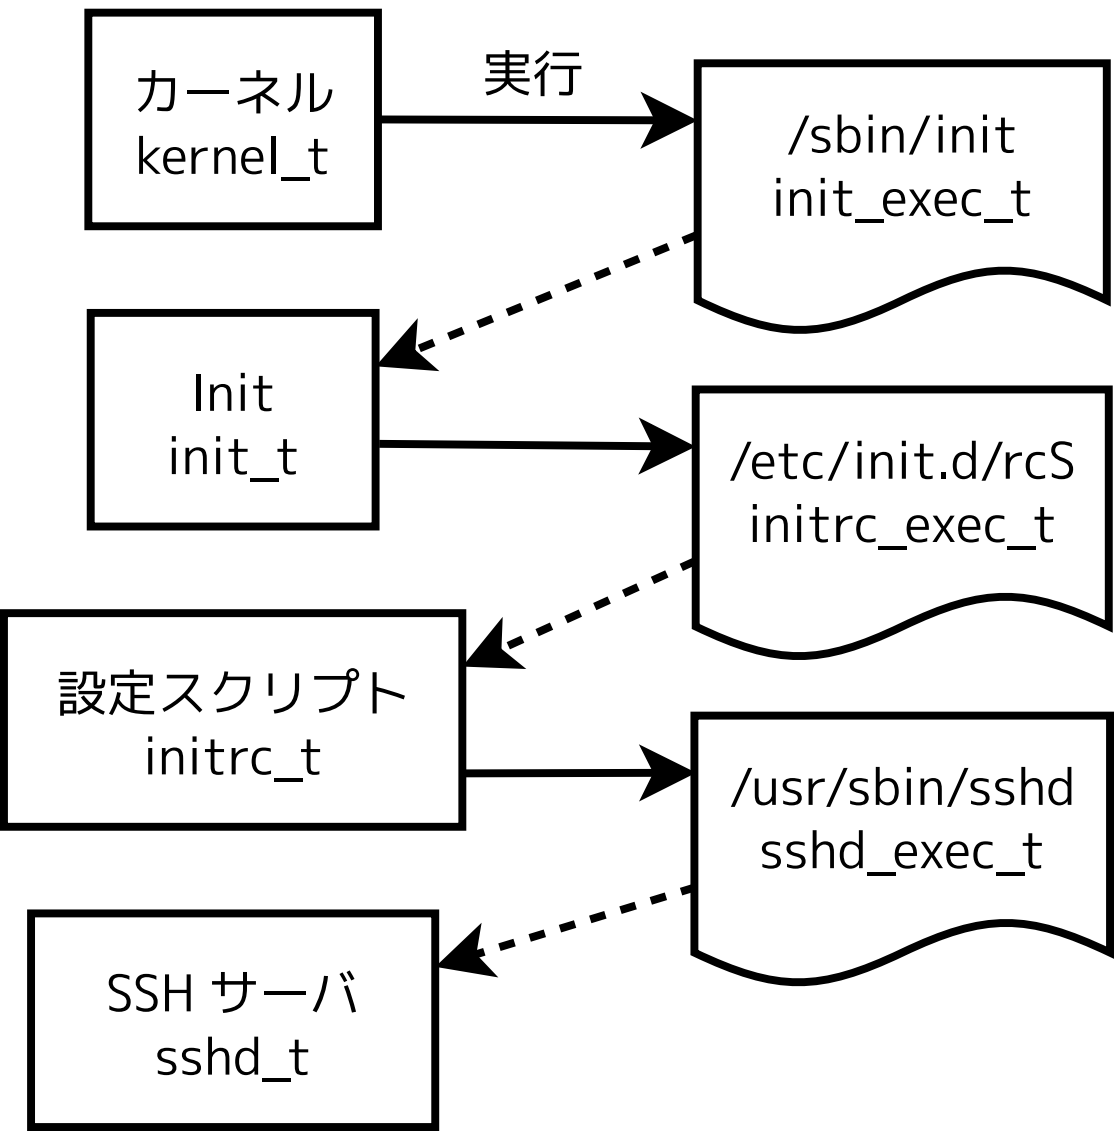 カーネル
kernel_t
実行
/sbin/init
init_exec_t
Init
init_t
/etc/init.d/rcS
initrc_exec_t
設定スクリプト
initrc_t
/usr/sbin/sshd
sshd_exec_t
SSH サーバ
sshd_t